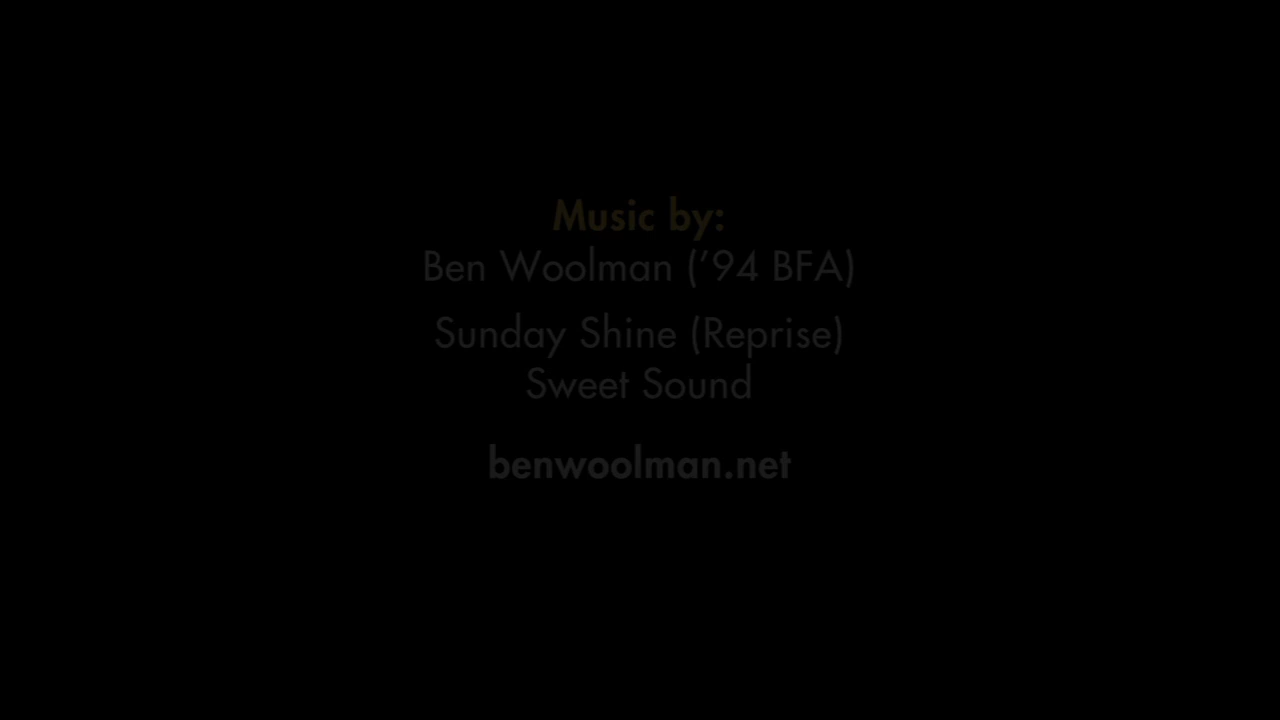 Music by:
Ben Woolman (’94 BFA)
Sunday Shine (Reprise)
Sweet Sound
benwoolman.net